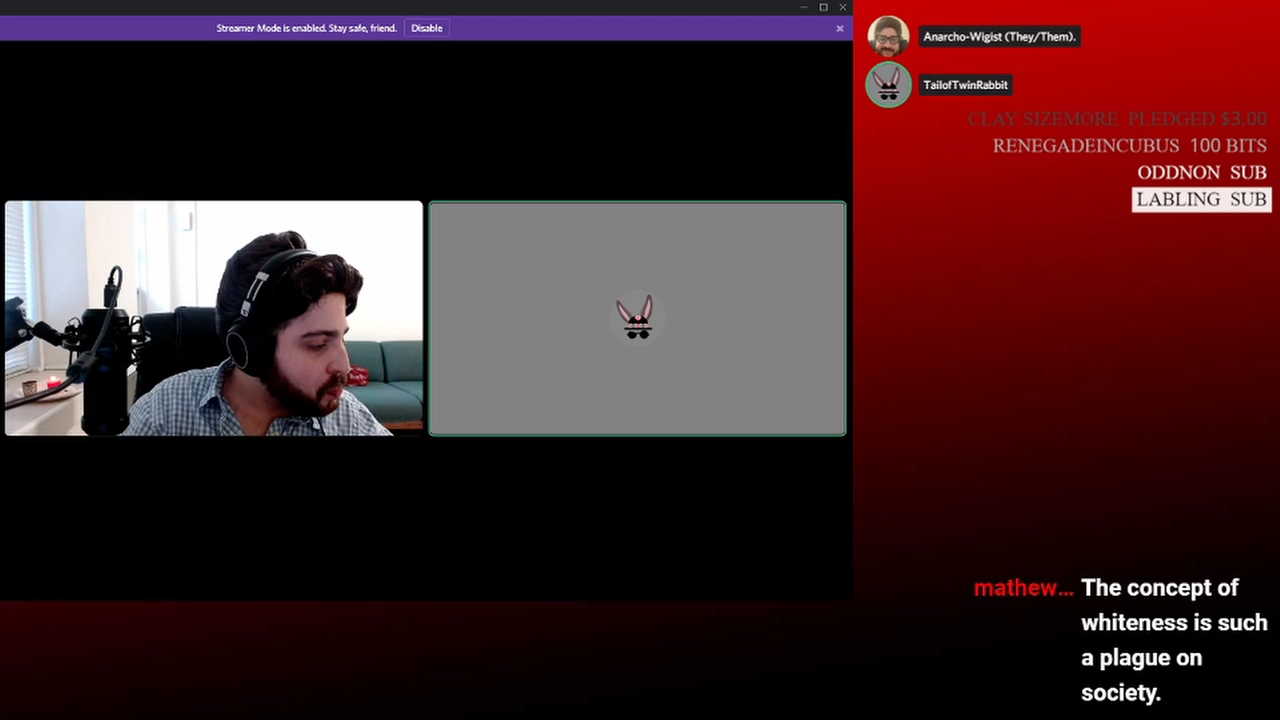 Streamer Mode is enabled. Stay safe, friend. Disable
Anarcho-Wigist (They/Them).
TailofTwinRabbit
CLAY SIZEMORE PLEDGED $3.00
RENEGADEINCUBUS 100 BITS
ODDNON SUB
LABLING SUB
mathew… The concept of
whiteness is such
a plague on
society.